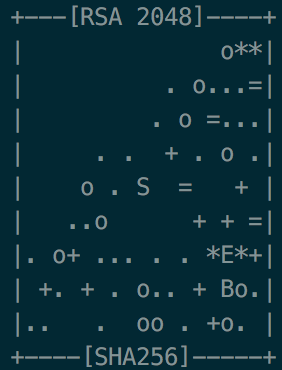 +---[RSA 2048]----+
|              o**|
|          . o...=|
|         . o =...|
|     . .  + . o .|
|    o . S  =   + |
|   ..o      + + =|
|. o+ ... . . *E*+|
| +. + . o.. + Bo.|
|..   .  oo . +o. |
+----[SHA256]-----+